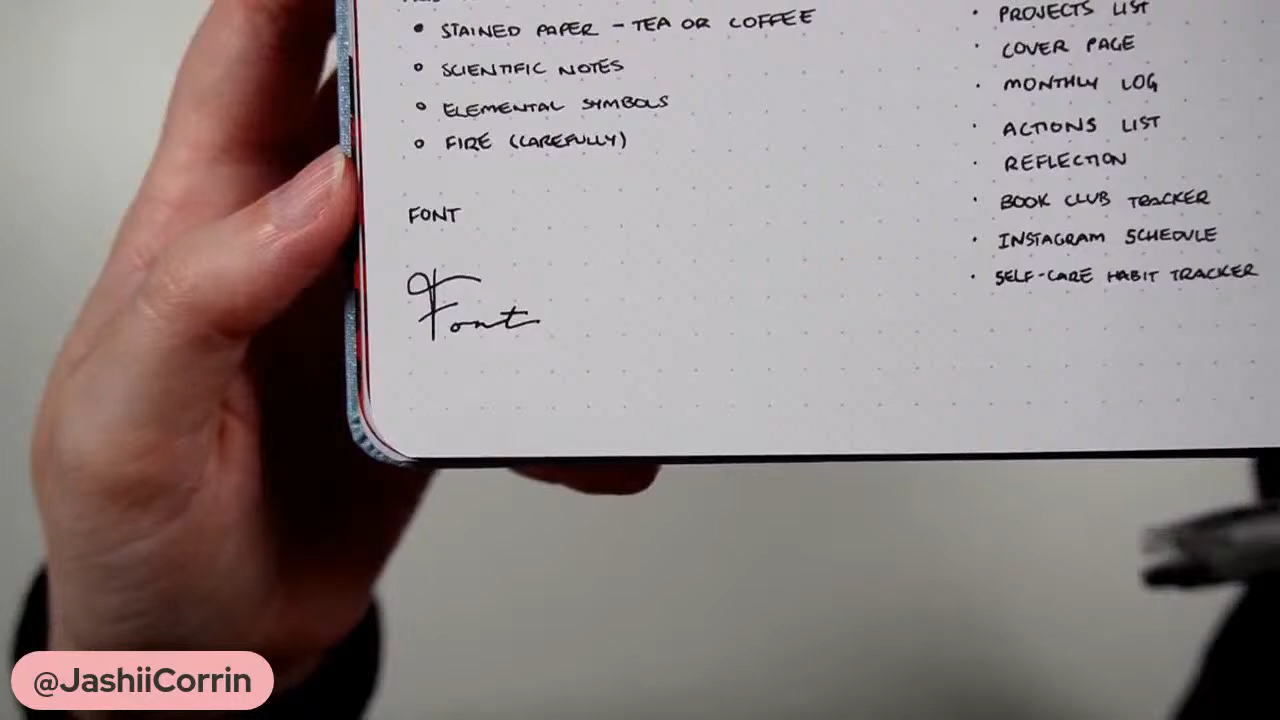 • STAINED PAPER - TEA OR COFFEE
○ SCIENTIFIC NOTES
○ ELEMENTAL SYMBOLS
○ FIRE (CAREFULLY)
FONT
Font
· PROJECTS LIST
· COVER PAGE
· MONTHLY LOG
· ACTIONS LIST
· REFLECTION
· BOOK CLUB TRACKER
· INSTAGRAM SCHEDULE
· SELF-CARE HABIT TRACKER
@JashiiCorrin